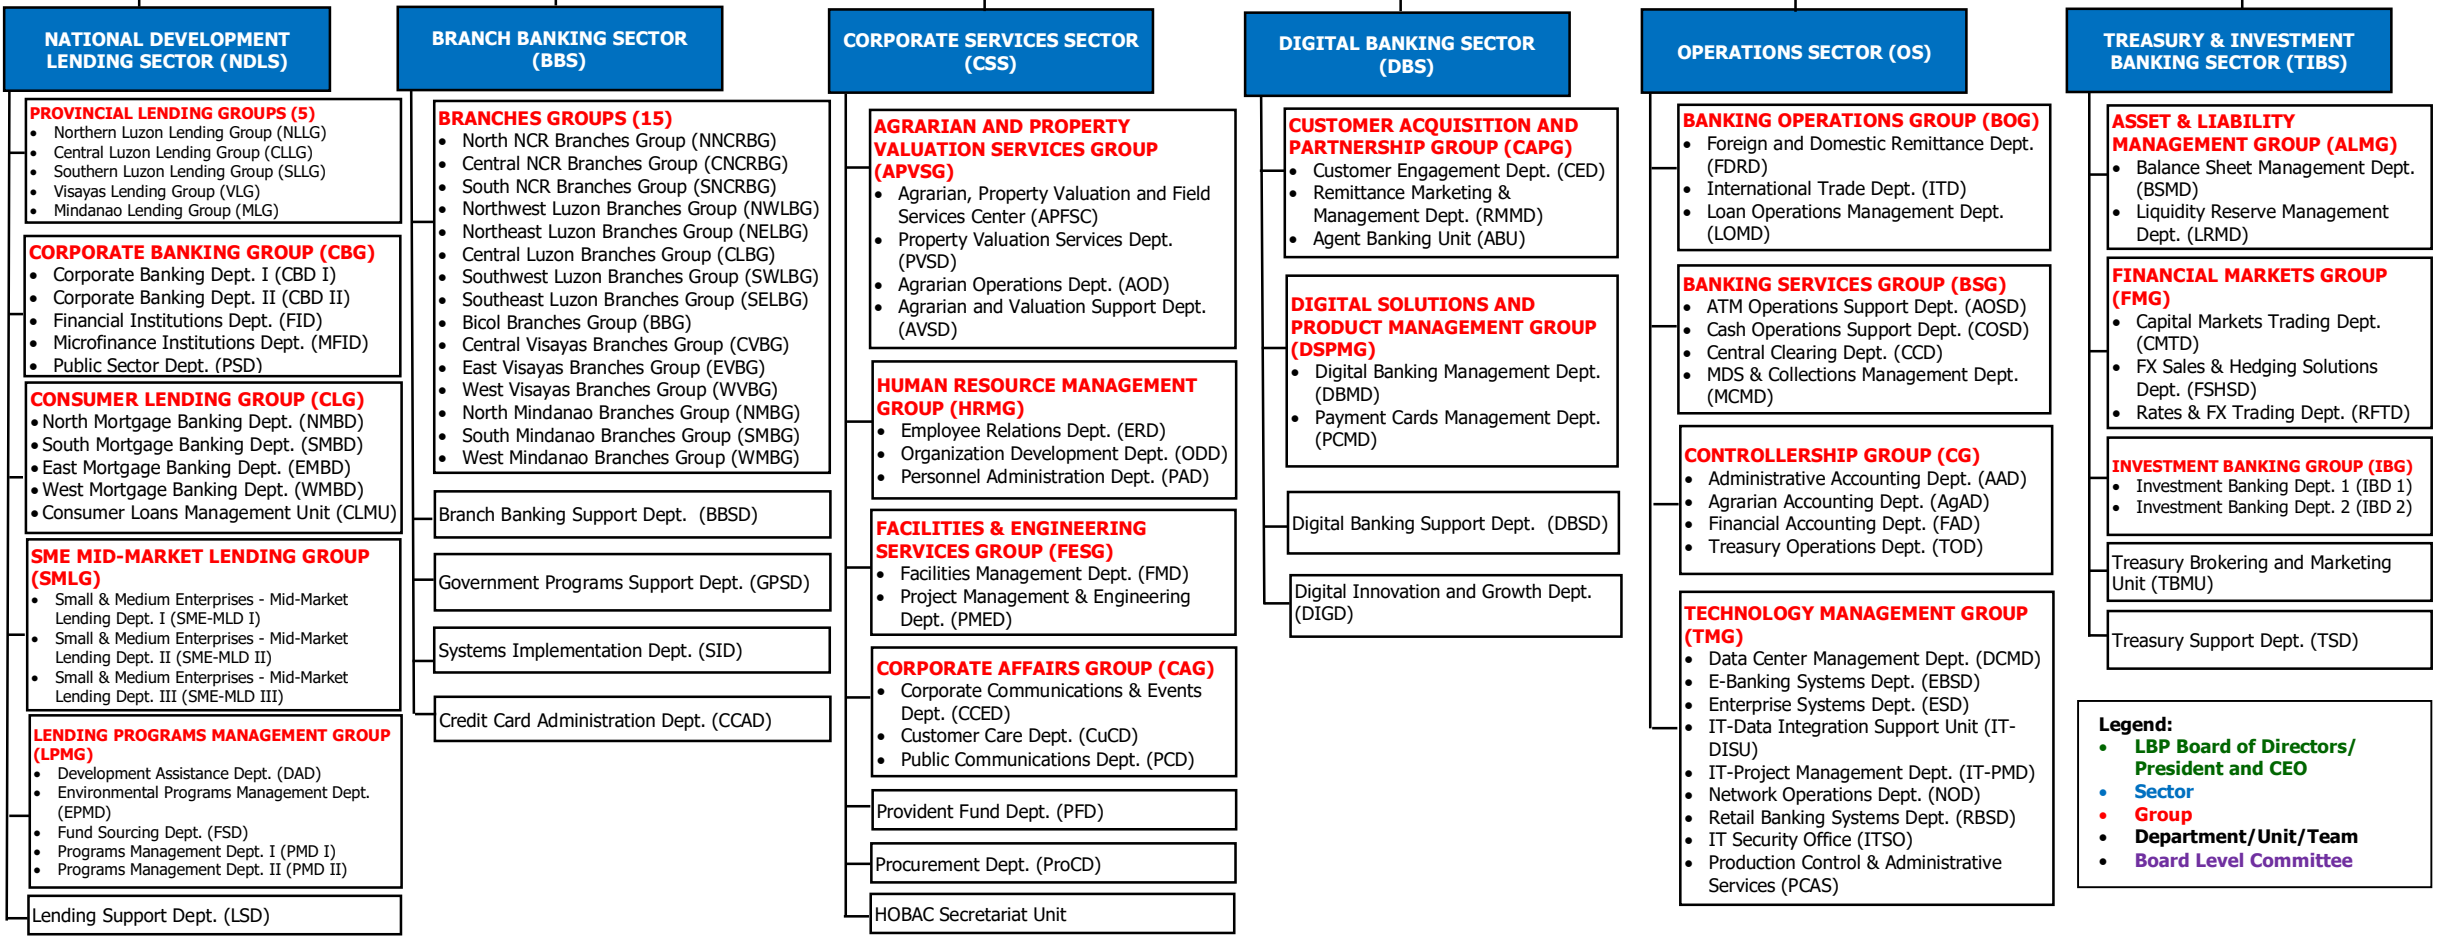 NATIONAL DEVELOPMENT
LENDING SECTOR (NDLS)
PROVINCIAL LENDING GROUPS (5)
• Northern Luzon Lending Group (NLLG)
• Central Luzon Lending Group (CLLG)
• Southern Luzon Lending Group (SLLG)
• Visayas Lending Group (VLG)
• Mindanao Lending Group (MLG)
CORPORATE BANKING GROUP (CBG)
• Corporate Banking Dept. I (CBD I)
• Corporate Banking Dept. II (CBD II)
• Financial Institutions Dept. (FID)
• Microfinance Institutions Dept. (MFID)
• Public Sector Dept. (PSD)
CONSUMER LENDING GROUP (CLG)
• North Mortgage Banking Dept. (NMBD)
• South Mortgage Banking Dept. (SMBD)
• East Mortgage Banking Dept. (EMBD)
• West Mortgage Banking Dept. (WMBD)
• Consumer Loans Management Unit (CLMU)
SME MID-MARKET LENDING GROUP
(SMLG)
• Small & Medium Enterprises - Mid-Market
Lending Dept. I (SME-MLD I)
• Small & Medium Enterprises - Mid-Market
Lending Dept. II (SME-MLD II)
• Small & Medium Enterprises - Mid-Market
Lending Dept. III (SME-MLD III)
LENDING PROGRAMS MANAGEMENT GROUP
(LPMG)
• Development Assistance Dept. (DAD)
• Environmental Programs Management Dept.
(EPMD)
• Fund Sourcing Dept. (FSD)
• Programs Management Dept. I (PMD I)
• Programs Management Dept. II (PMD II)
Lending Support Dept. (LSD)
BRANCH BANKING SECTOR
(BBS)
BRANCHES GROUPS (15)
• North NCR Branches Group (NNCRBG)
• Central NCR Branches Group (CNCRBG)
• South NCR Branches Group (SNCRBG)
• Northwest Luzon Branches Group (NWLBG)
• Northeast Luzon Branches Group (NELBG)
• Central Luzon Branches Group (CLBG)
• Southwest Luzon Branches Group (SWLBG)
• Southeast Luzon Branches Group (SELBG)
• Bicol Branches Group (BBG)
• Central Visayas Branches Group (CVBG)
• East Visayas Branches Group (EVBG)
• West Visayas Branches Group (WVBG)
• North Mindanao Branches Group (NMBG)
• South Mindanao Branches Group (SMBG)
• West Mindanao Branches Group (WMBG)
Branch Banking Support Dept. (BBSD)
Government Programs Support Dept. (GPSD)
Systems Implementation Dept. (SID)
Credit Card Administration Dept. (CCAD)
CORPORATE SERVICES SECTOR
(CSS)
AGRARIAN AND PROPERTY
VALUATION SERVICES GROUP
(APVSG)
• Agrarian, Property Valuation and Field
Services Center (APFSC)
• Property Valuation Services Dept.
(PVSD)
• Agrarian Operations Dept. (AOD)
• Agrarian and Valuation Support Dept.
(AVSD)
HUMAN RESOURCE MANAGEMENT
GROUP (HRMG)
• Employee Relations Dept. (ERD)
• Organization Development Dept. (ODD)
• Personnel Administration Dept. (PAD)
FACILITIES & ENGINEERING
SERVICES GROUP (FESG)
• Facilities Management Dept. (FMD)
• Project Management & Engineering
Dept. (PMED)
CORPORATE AFFAIRS GROUP (CAG)
• Corporate Communications & Events
Dept. (CCED)
• Customer Care Dept. (CuCD)
• Public Communications Dept. (PCD)
Provident Fund Dept. (PFD)
Procurement Dept. (ProCD)
HOBAC Secretariat Unit
DIGITAL BANKING SECTOR
(DBS)
CUSTOMER ACQUISITION AND
PARTNERSHIP GROUP (CAPG)
• Customer Engagement Dept. (CED)
• Remittance Marketing &
Management Dept. (RMMD)
• Agent Banking Unit (ABU)
DIGITAL SOLUTIONS AND
PRODUCT MANAGEMENT GROUP
(DSPMG)
• Digital Banking Management Dept.
(DBMD)
• Payment Cards Management Dept.
(PCMD)
Digital Banking Support Dept. (DBSD)
Digital Innovation and Growth Dept.
(DIGD)
OPERATIONS SECTOR (OS)
BANKING OPERATIONS GROUP (BOG)
• Foreign and Domestic Remittance Dept.
(FDRD)
• International Trade Dept. (ITD)
• Loan Operations Management Dept.
(LOMD)
BANKING SERVICES GROUP (BSG)
• ATM Operations Support Dept. (AOSD)
• Cash Operations Support Dept. (COSD)
• Central Clearing Dept. (CCD)
• MDS & Collections Management Dept.
(MCMD)
CONTROLLERSHIP GROUP (CG)
• Administrative Accounting Dept. (AAD)
• Agrarian Accounting Dept. (AgAD)
• Financial Accounting Dept. (FAD)
• Treasury Operations Dept. (TOD)
TECHNOLOGY MANAGEMENT GROUP
(TMG)
• Data Center Management Dept. (DCMD)
• E-Banking Systems Dept. (EBSD)
• Enterprise Systems Dept. (ESD)
• IT-Data Integration Support Unit (IT-
DISU)
• IT-Project Management Dept. (IT-PMD)
• Network Operations Dept. (NOD)
• Retail Banking Systems Dept. (RBSD)
• IT Security Office (ITSO)
• Production Control & Administrative
Services (PCAS)
TREASURY & INVESTMENT
BANKING SECTOR (TIBS)
ASSET & LIABILITY
MANAGEMENT GROUP (ALMG)
• Balance Sheet Management Dept.
(BSMD)
• Liquidity Reserve Management
Dept. (LRMD)
FINANCIAL MARKETS GROUP
(FMG)
• Capital Markets Trading Dept.
(CMTD)
• FX Sales & Hedging Solutions
Dept. (FSHSD)
• Rates & FX Trading Dept. (RFTD)
INVESTMENT BANKING GROUP (IBG)
• Investment Banking Dept. 1 (IBD 1)
• Investment Banking Dept. 2 (IBD 2)
Treasury Brokering and Marketing
Unit (TBMU)
Treasury Support Dept. (TSD)
Legend:
• LBP Board of Directors/
President and CEO
• Sector
• Group
• Department/Unit/Team
• Board Level Committee